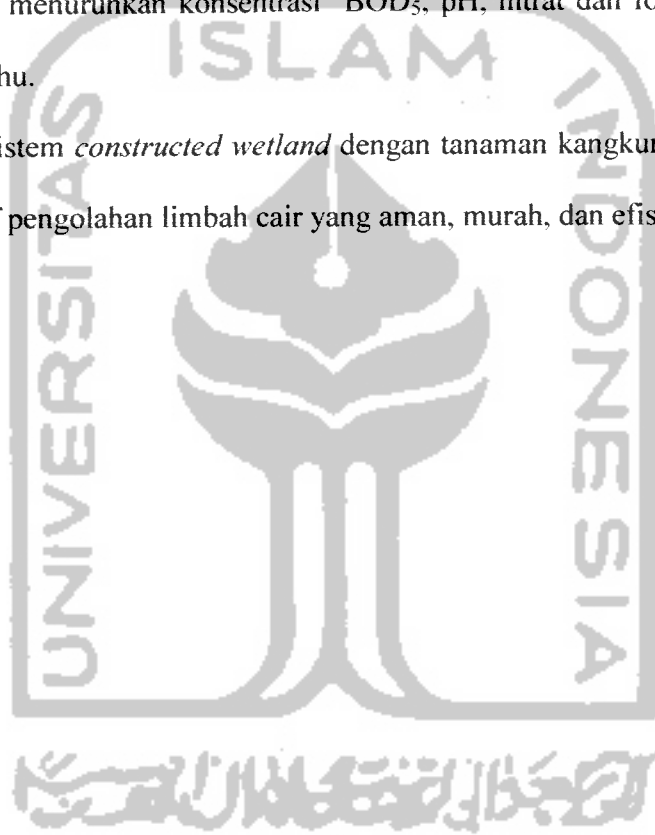 menurunkan konsentrasi BOD5, pH, nitrat dan
hu.
istem constructed wetland dengan tanaman kangkun
pengolahan limbah cair yang aman, murah, dan efis
UNIVERSITAS
ISLAM
INDONESIA